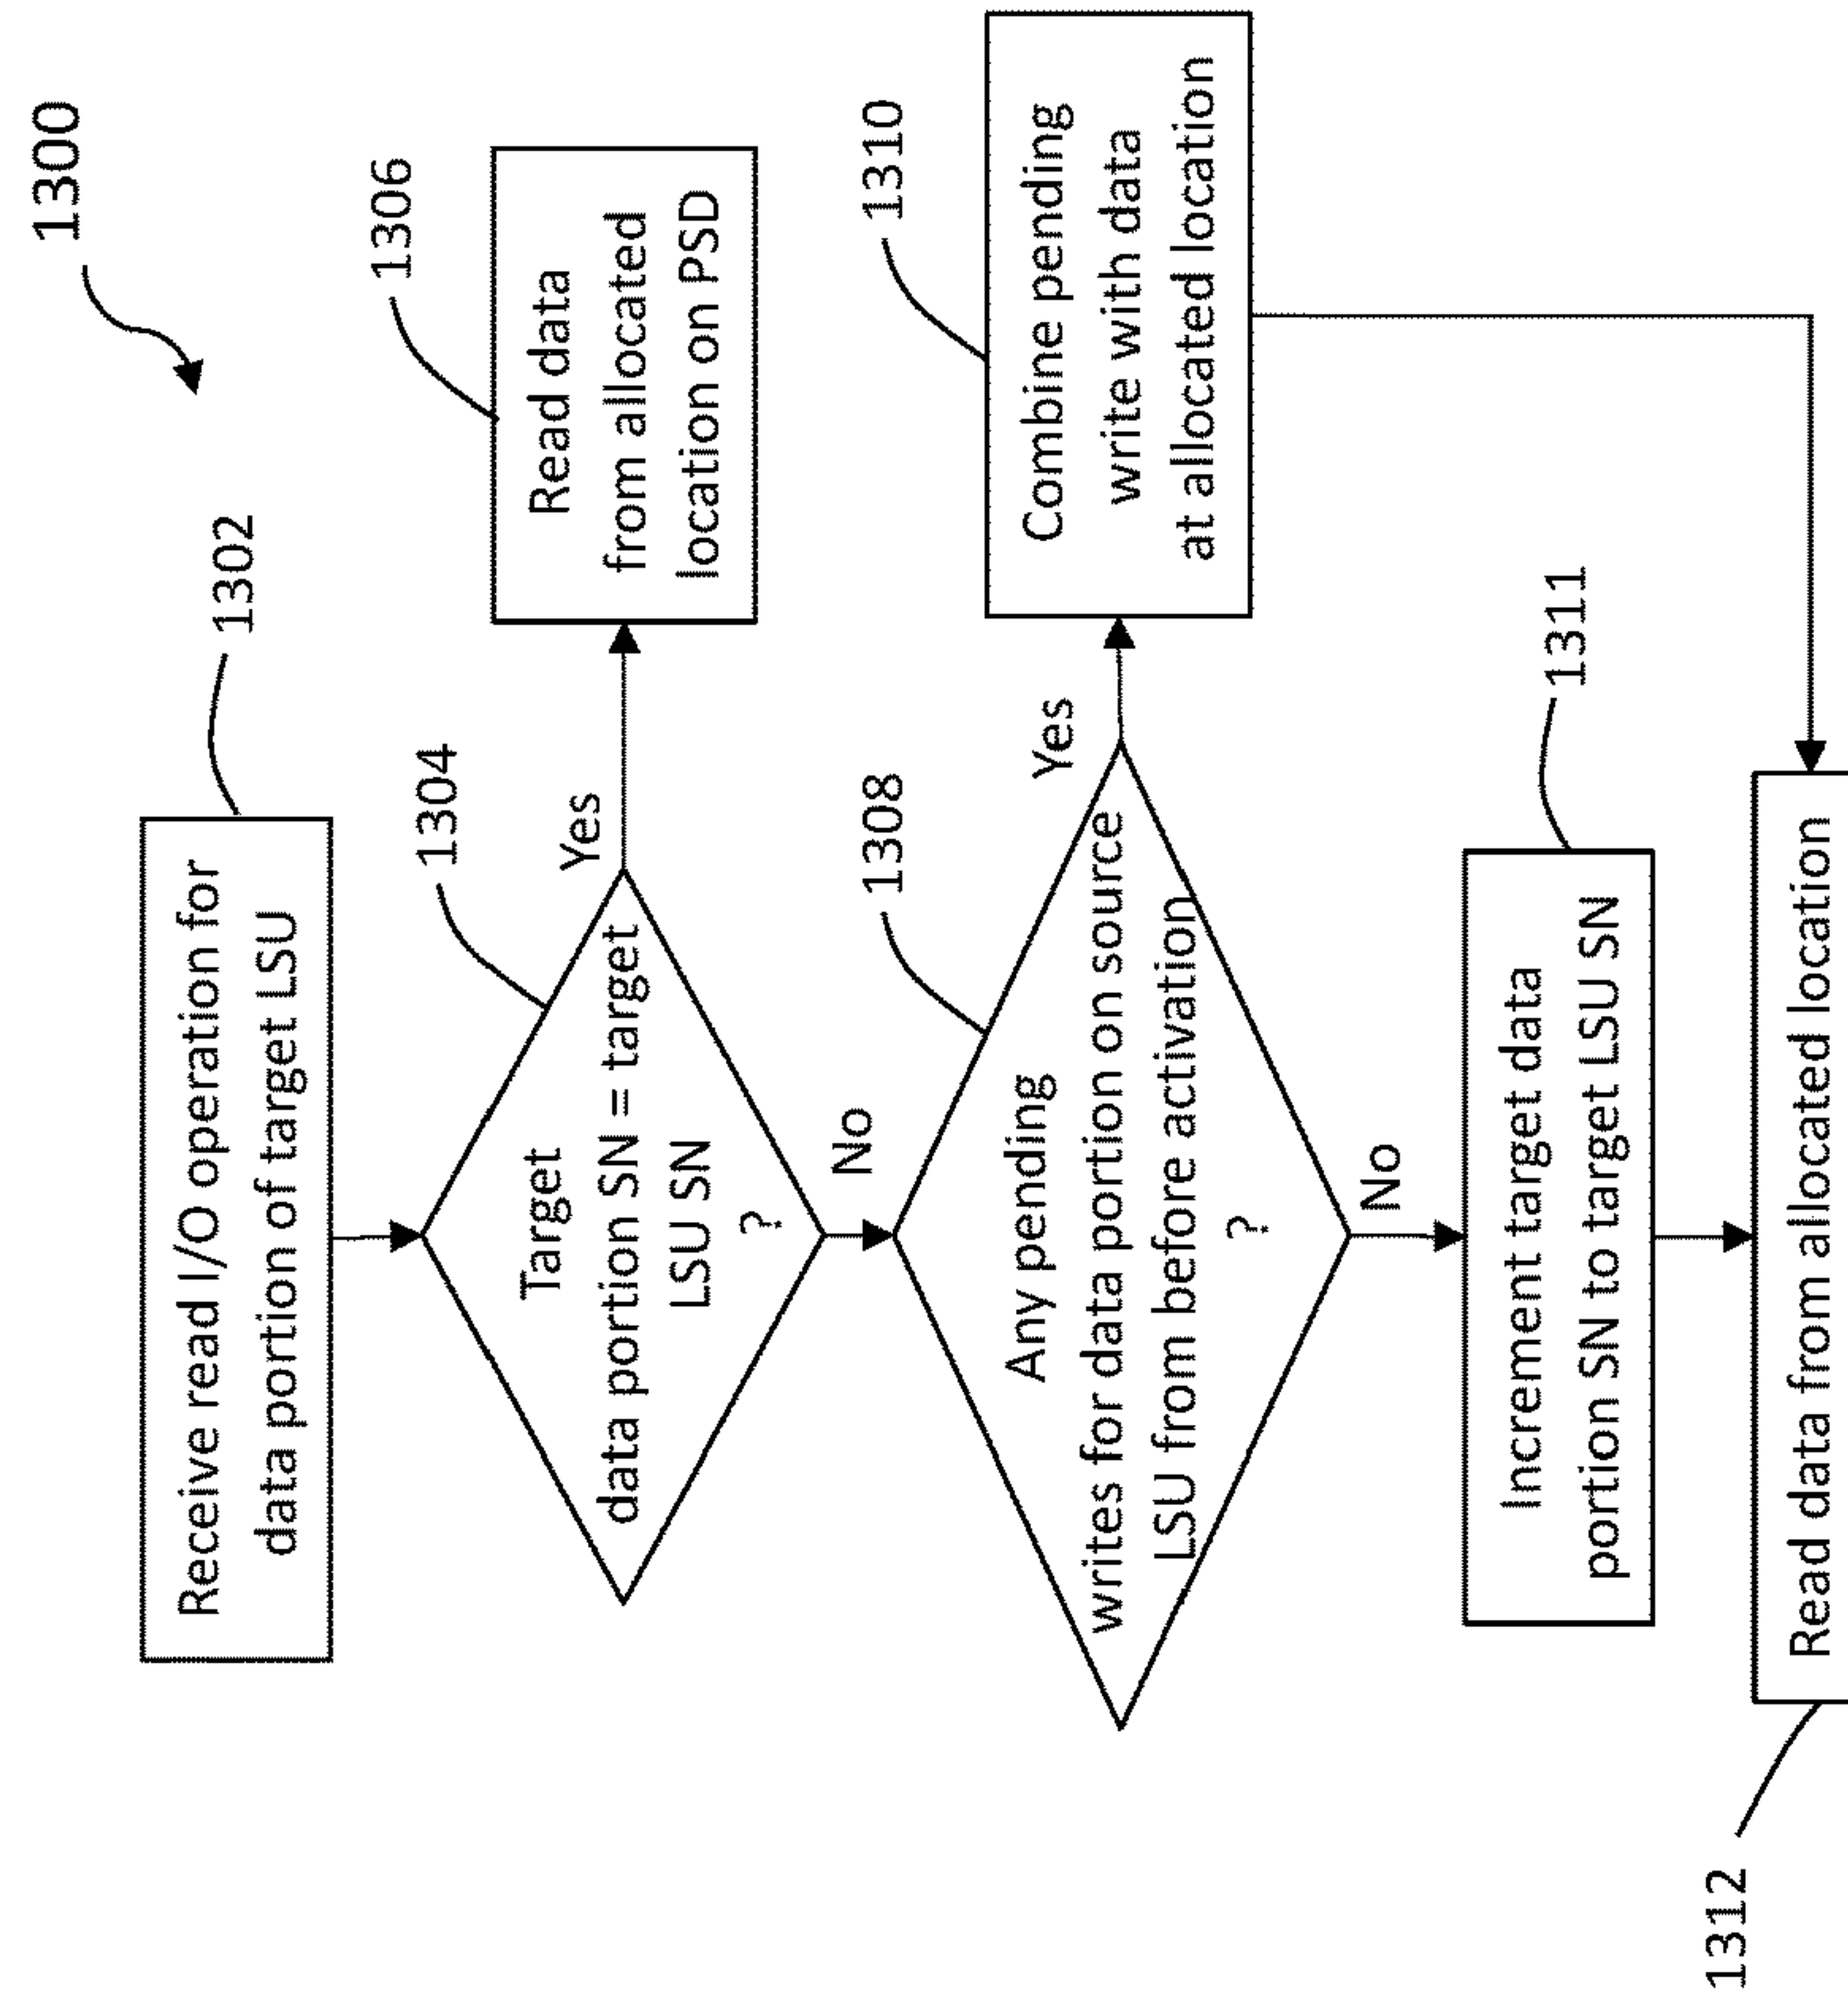 1300
Receive read I/O operation for
data portion of target LSU
1302
Target
data portion SN = target
LSU SN
?
1304
Yes
Read data
from allocated
location on PSD
1306
No
Any pending
writes for data portion on source
LSU from before activation
?
1308
Yes
Combine pending
write with data
at allocated location
1310
No
Increment target data
portion SN to target LSU SN
1311
Read data from allocated location
1312